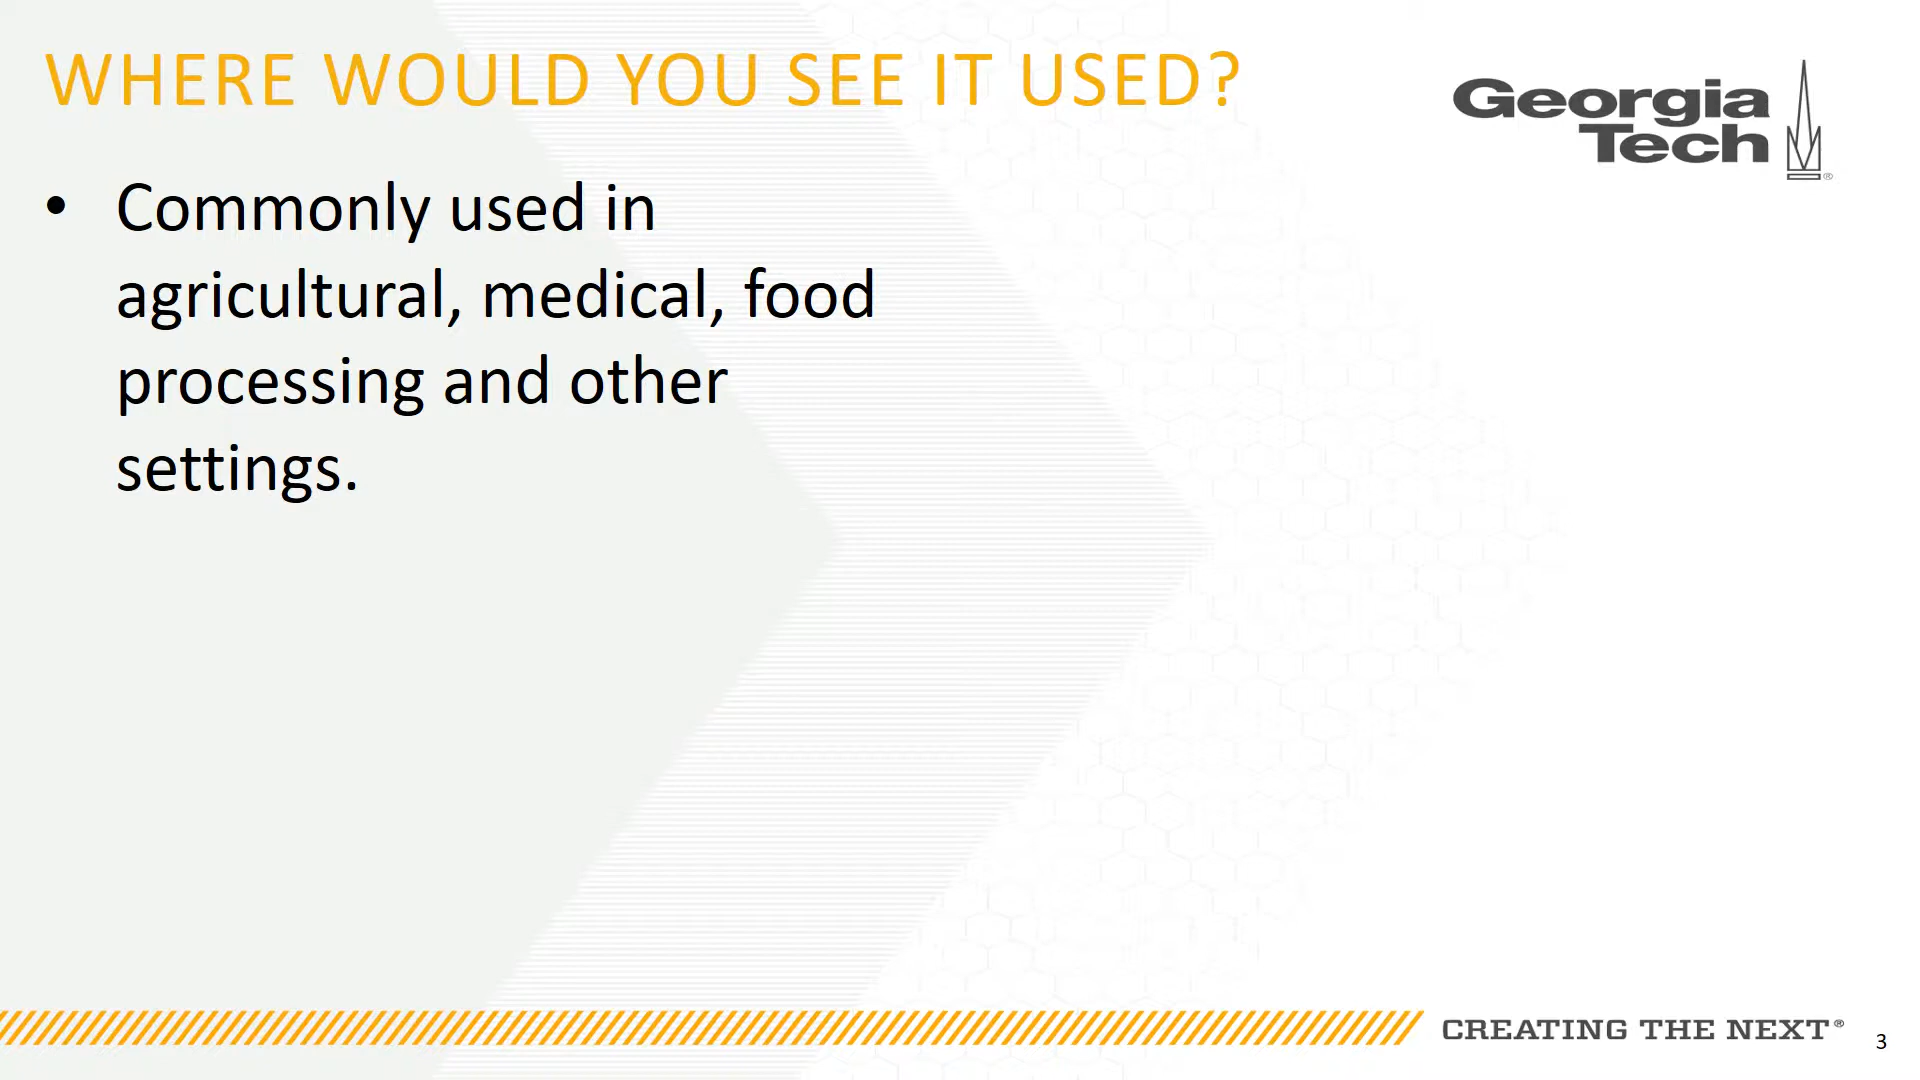 WHERE WOULD YOU SEE IT USED?
Georgia
Tech
®
• Commonly used in
agricultural, medical, food
processing and other
settings.
CREATING THE NEXT®
3